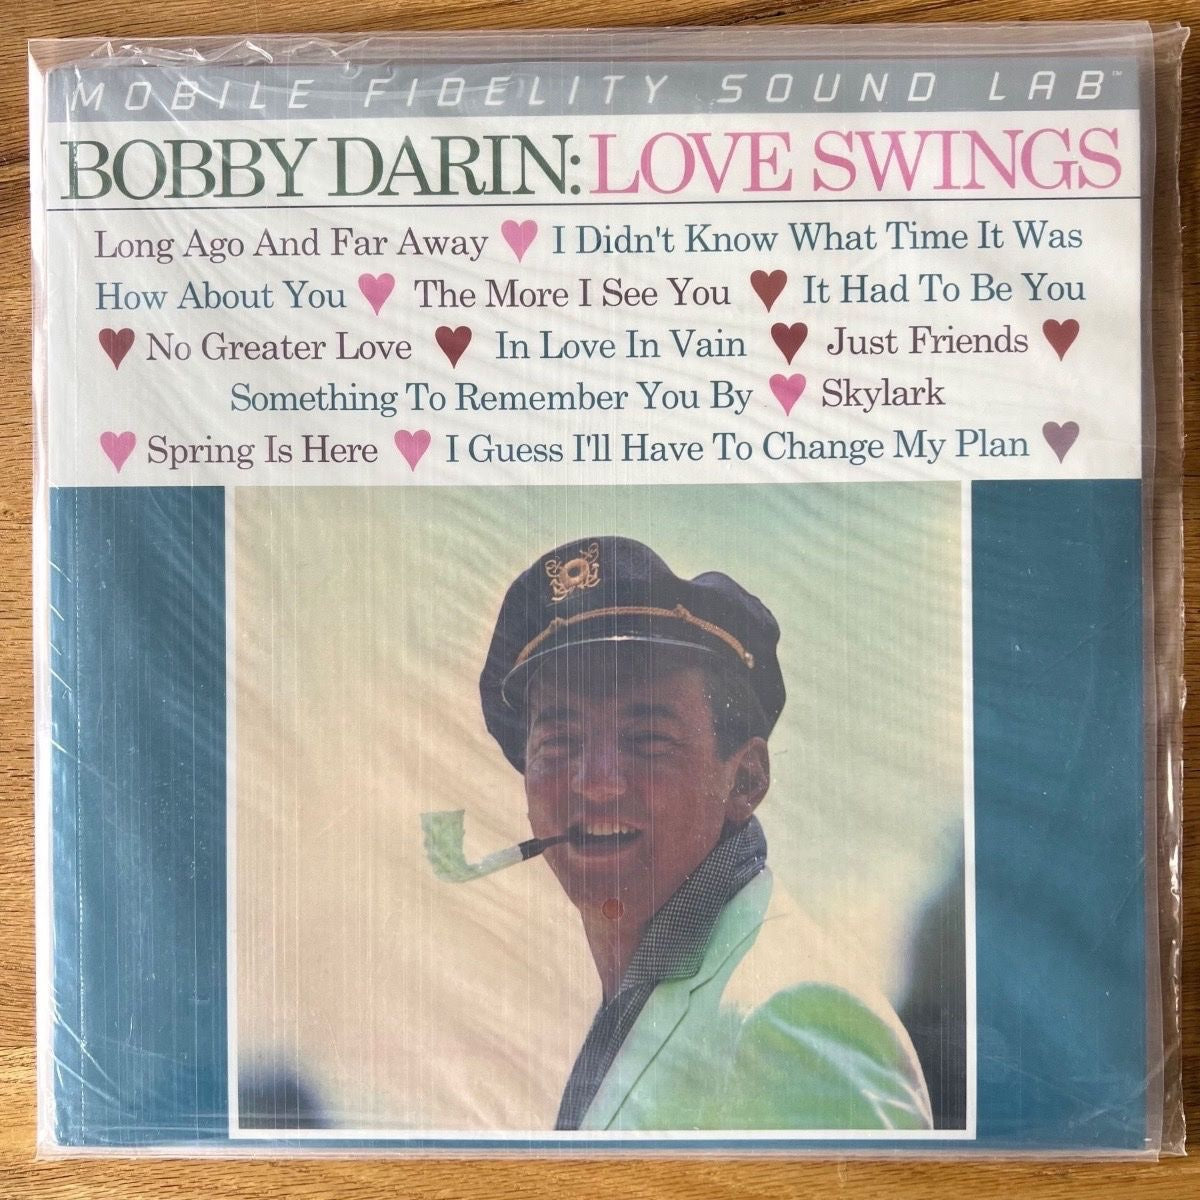 MOBILE FIDELITY SOUND LAB™
BOBBY DARIN: LOVE SWINGS
Long Ago And Far Away I Didn't Know What Time It Was
How About You The More I See You It Had To Be You
No Greater Love In Love In Vain Just Friends
Something To Remember You By Skylark
Spring Is Here I Guess I'll Have To Change My Plan